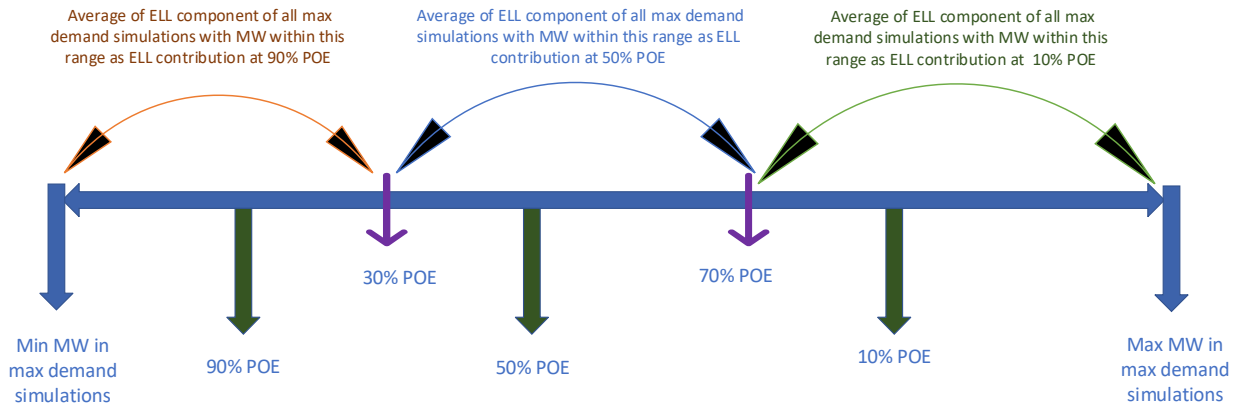 Average of ELL component of all max
demand simulations with MW within this
range as ELL contribution at 90% POE
Average of ELL component of all max demand
simulations with MW within this range as ELL
contribution at 50% POE
Average of ELL component of all max
demand simulations with MW within this
range as ELL contribution at 10% POE
30% POE
70% POE
Min MW in
max demand
simulations
90% POE
50% POE
10% POE
Max MW in
max demand
simulations